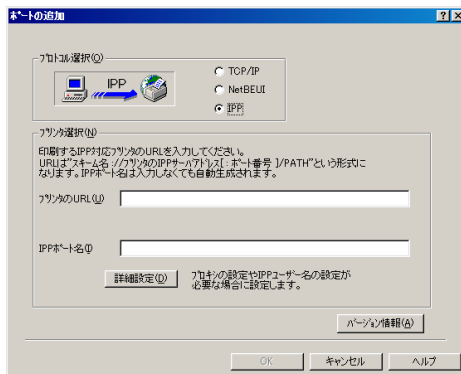 ﾎﾟｰﾄの追加
ﾌﾟﾛﾄｺﾙ選択(O)
IPP
TCP/IP
NetBEUI
IPP
ﾌﾟﾘﾝﾀ選択(N)
印刷するIPP対応ﾌﾟﾘﾝﾀのURLを入力してください。
URLは"ｽｷｰﾑ名://ﾌﾟﾘﾝﾀのIPPｻｰﾊﾞｱﾄﾞﾚｽ[:ﾎﾟｰﾄ番号]/PATH"という形式に
なります。IPPﾎﾟｰﾄ名は入力しなくても自動生成されます。
ﾌﾟﾘﾝﾀのURL(U)
IPPﾎﾟｰﾄ名(I)
詳細設定(D)
ﾌﾟﾛｷｼの設定やIPPﾕｰｻﾞｰ名の設定が
必要な場合に設定します。
ﾊﾞｰｼﾞｮﾝ情報(A)
OK
ｷｬﾝｾﾙ
ﾍﾙﾌﾟ